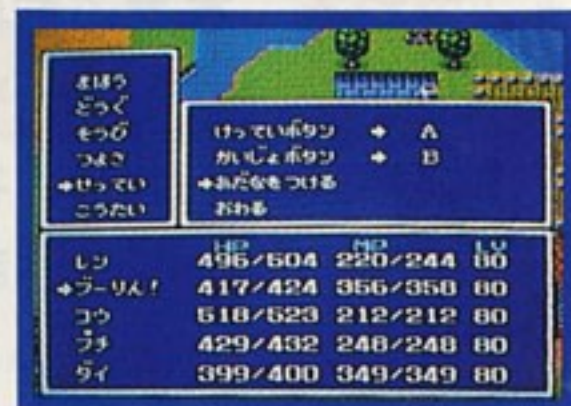 まほう
どうぐ
そうび
つよさ
→せってい
こうたい
けっていボタン → A
かいじょボタン → B
→あだなをつける
おわる
HP MP LV
レン 496/504 220/244 80
→プーりん! 417/424 356/358 80
コウ 518/523 212/212 80
プチ 429/432 248/248 80
ダイ 399/400 349/349 80